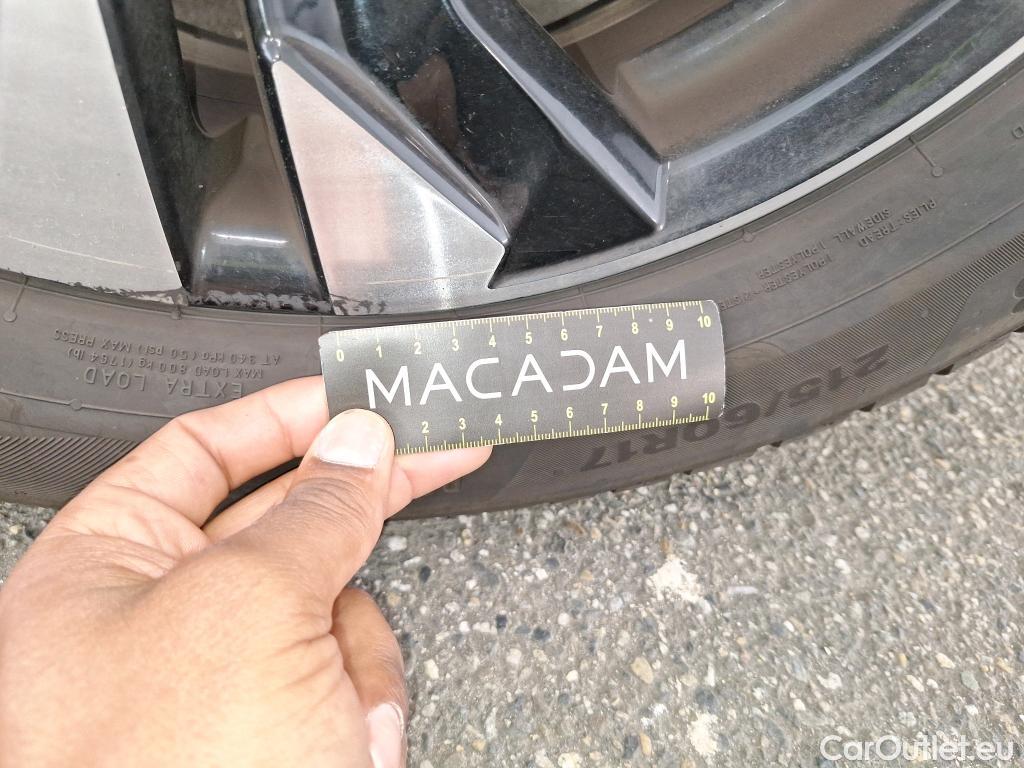 0 1 2 3 4 5 6 7 8 9 10
MACADAM
2 3 4 5 6 7 8 9 10
EXTRA LOAD
MAX LOAD 800 kg (1764 lb)
AT 340 kPa (50 PSI) MAX PRESS
PLIES: TREAD
SIDEWALL 1 POLYESTER
215/60R17
CarOutlet.eu